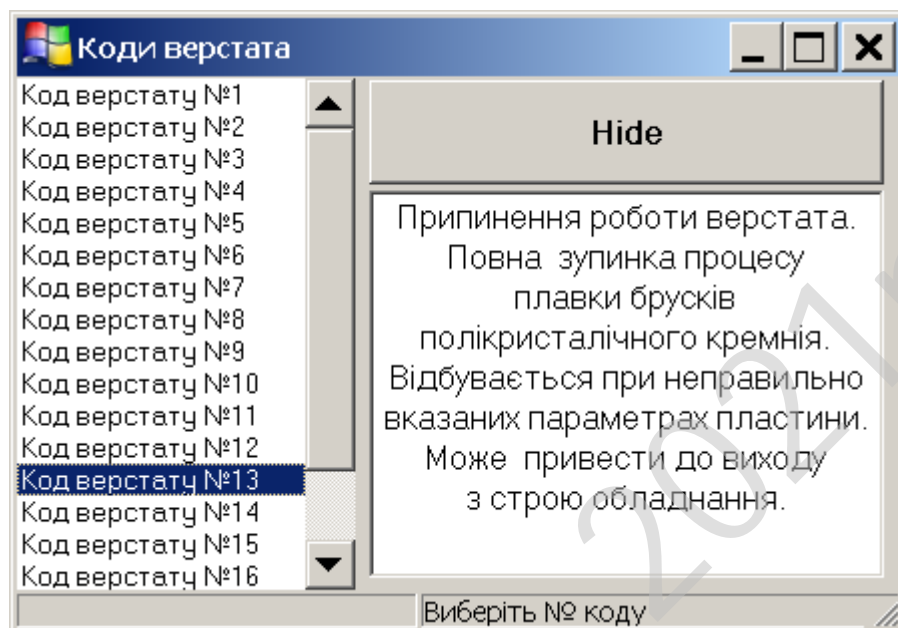 Коди верстата
Код верстату №1
Код верстату №2
Код верстату №3
Код верстату №4
Код верстату №5
Код верстату №6
Код верстату №7
Код верстату №8
Код верстату №9
Код верстату №10
Код верстату №11
Код верстату №12
Код верстату №13
Код верстату №14
Код верстату №15
Код верстату №16
Hide
Припинення роботи верстата.
Повна зупинка процесу
плавки брусків
полікристалічного кремнія.
Відбувається при неправильно
вказаних параметрах пластини.
Може привести до виходу
з строю обладнання.
Виберіть № коду
2021